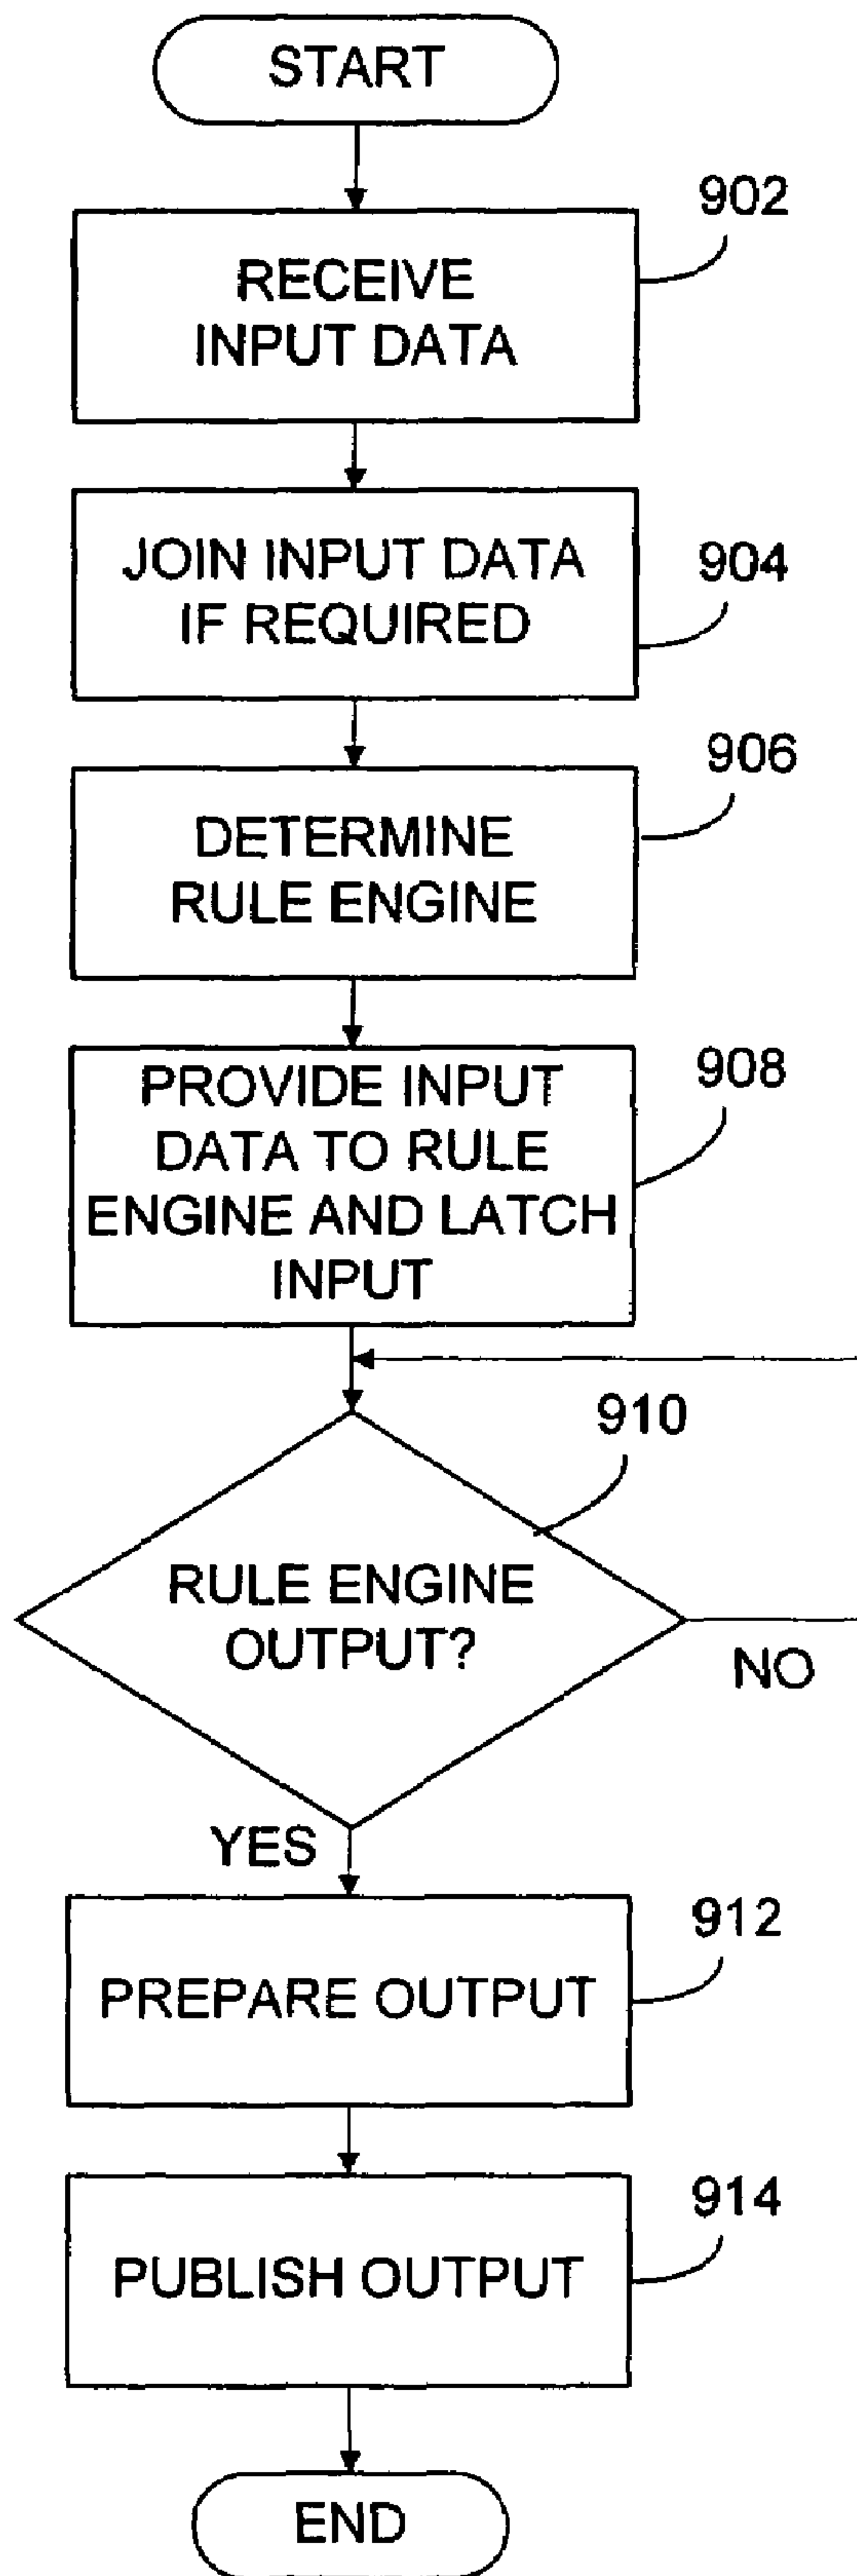 START
902
RECEIVE
INPUT DATA
JOIN INPUT DATA
IF REQUIRED
904
906
DETERMINE
RULE ENGINE
908
PROVIDE INPUT
DATA TO RULE
ENGINE AND LATCH
INPUT
910
RULE ENGINE
OUTPUT?
NO
YES
912
PREPARE OUTPUT
914
PUBLISH OUTPUT
END